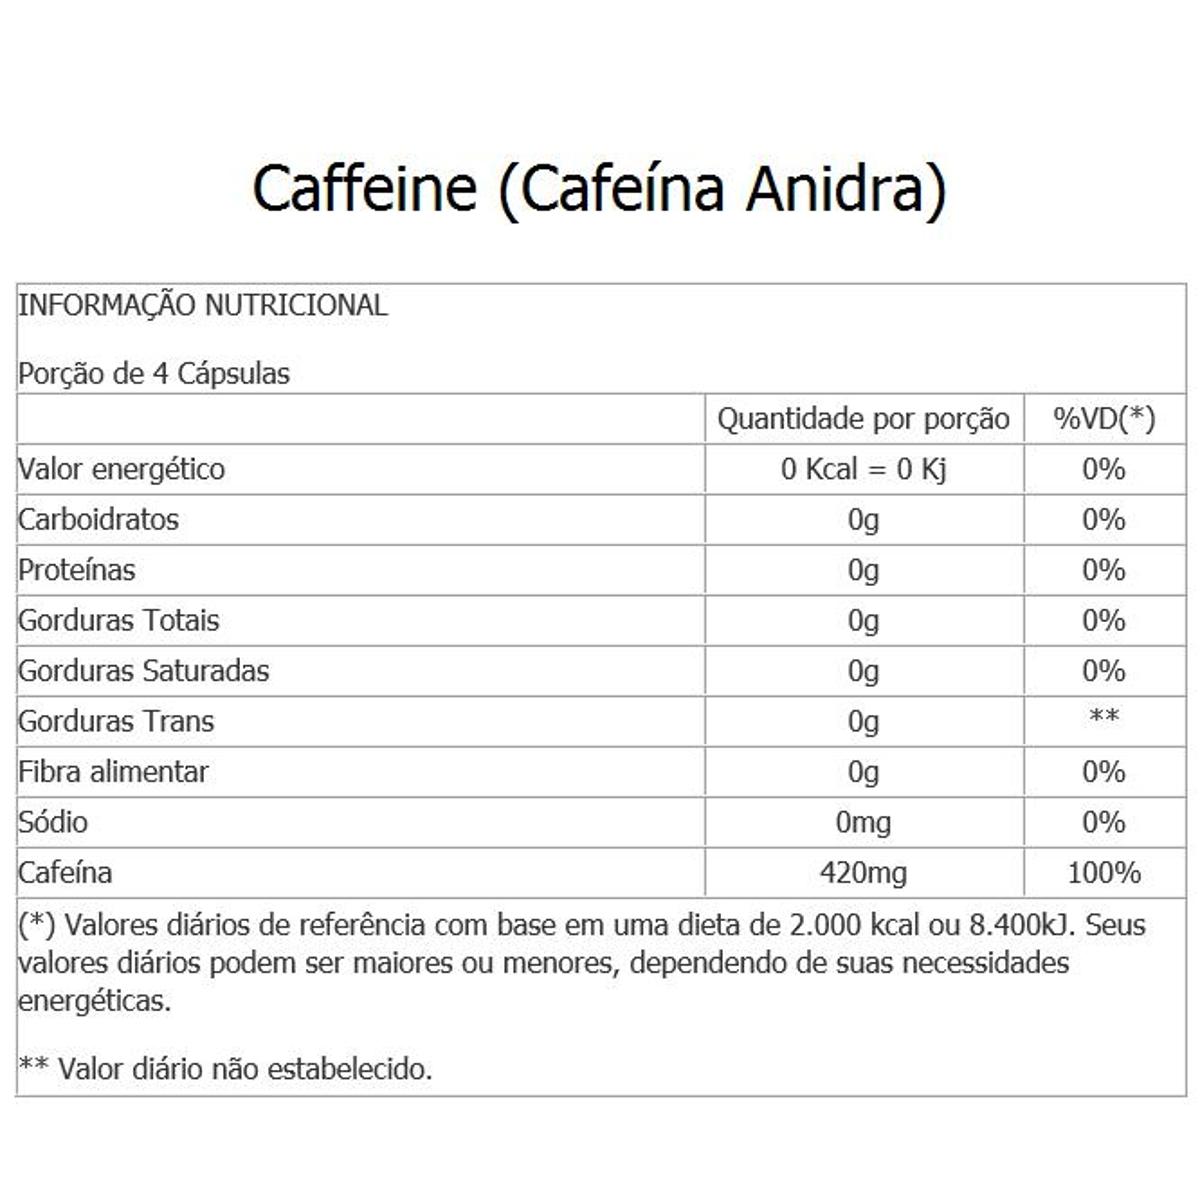 Caffeine (Cafeína Anidra)
INFORMAÇÃO NUTRICIONAL
Porção de 4 Cápsulas
Quantidade por porção %VD(*)
Valor energético 0 Kcal = 0 Kj 0%
Carboidratos 0g 0%
Proteínas 0g 0%
Gorduras Totais 0g 0%
Gorduras Saturadas 0g 0%
Gorduras Trans 0g **
Fibra alimentar 0g 0%
Sódio 0mg 0%
Cafeína 420mg 100%
(*) Valores diários de referência com base em uma dieta de 2.000 kcal ou 8.400kJ. Seus
valores diários podem ser maiores ou menores, dependendo de suas necessidades
energéticas.
** Valor diário não estabelecido.